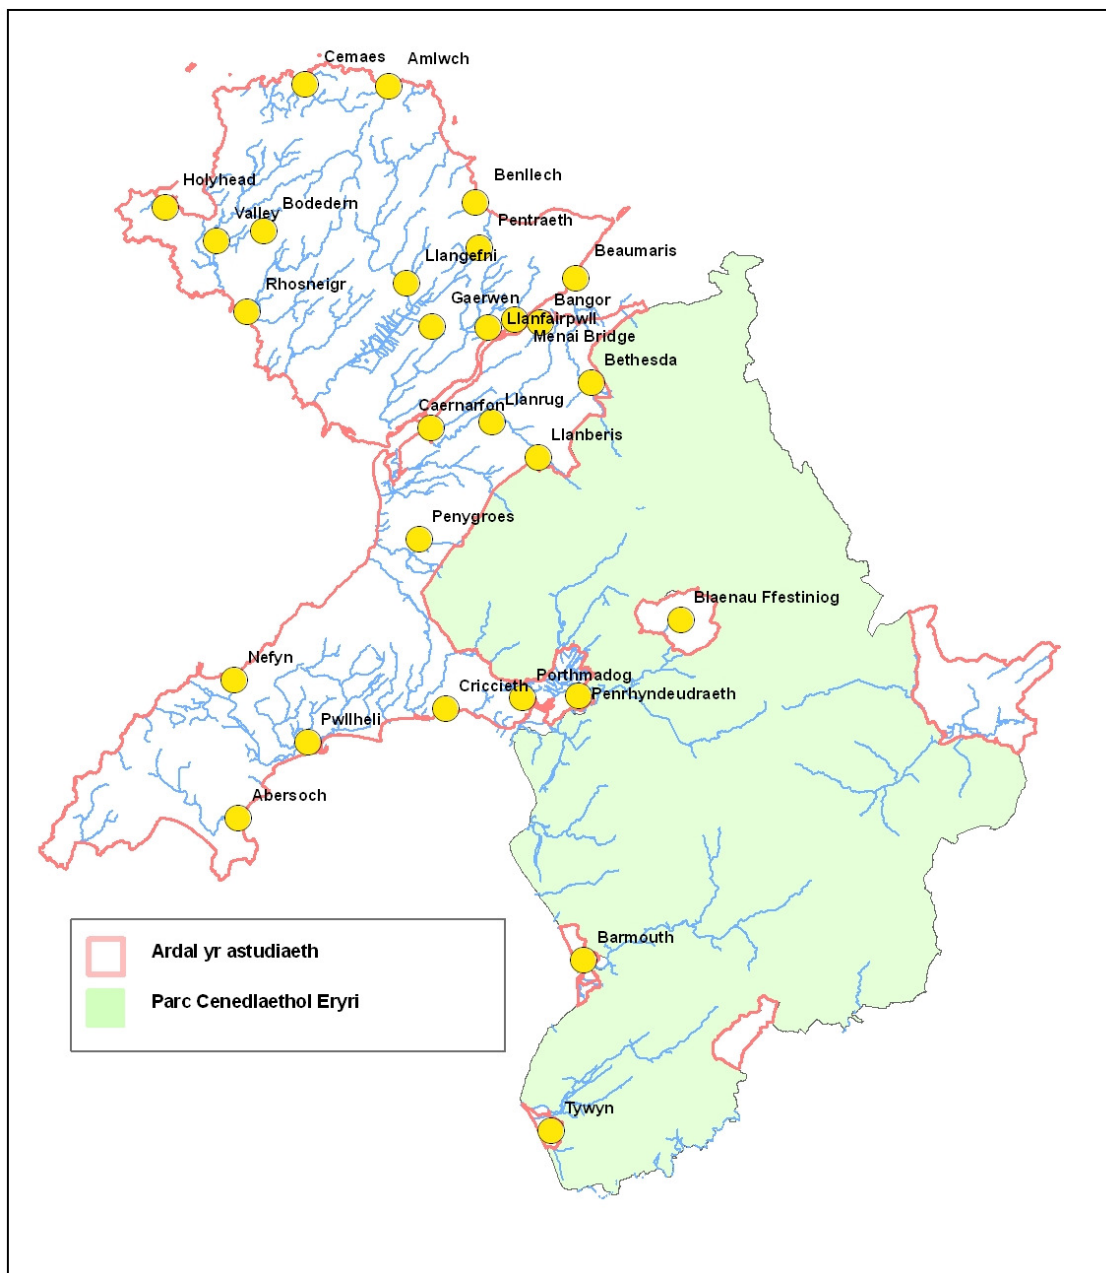 Cemaes
Amlwch
Benllech
Holyhead
Bodedern
Valley
Pentraeth
Llangefni
Beaumaris
Rhosneigr
Gaerwen
Bangor
Llanfairpwll
Menai Bridge
Bethesda
Llanrug
Caernarfon
Llanberis
Penygroes
Blaenau Ffestiniog
Nefyn
Porthmadog
Criccieth
Penrhyndeudraeth
Pwllheli
Abersoch
Barmouth
Ardal yr astudiaeth
Parc Cenedlaethol Eryri
Tywyn